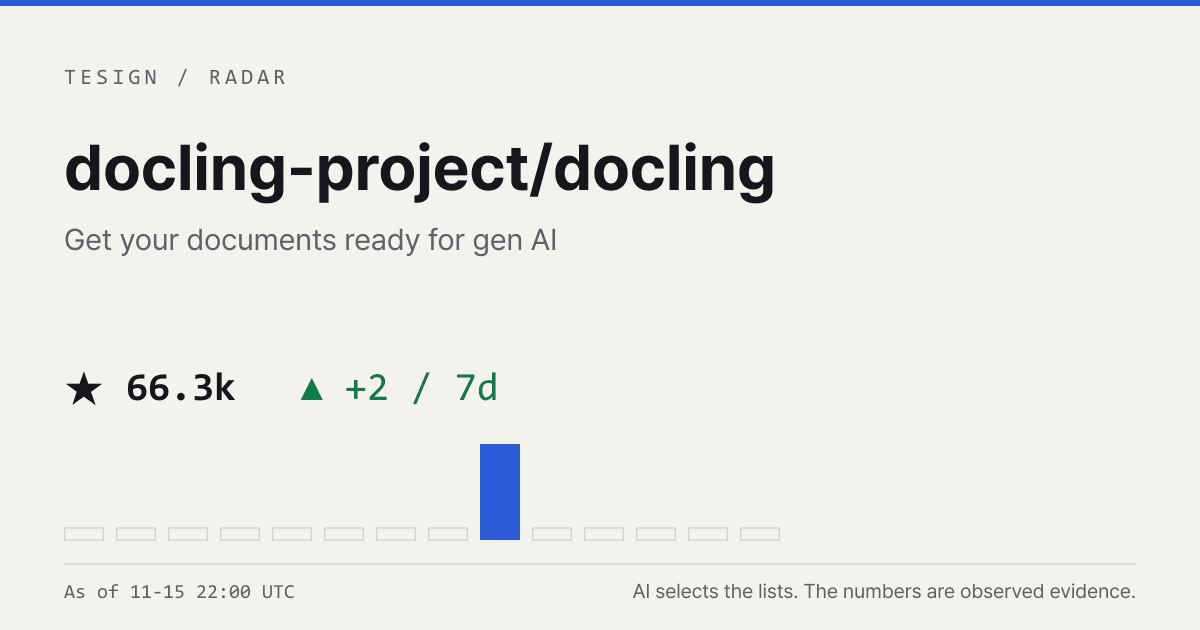 TESIGN / RADAR
docling-project/docling
Get your documents ready for gen AI
★ 66.3k ▲ +2 / 7d
As of 11-15 22:00 UTC
AI selects the lists. The numbers are observed evidence.